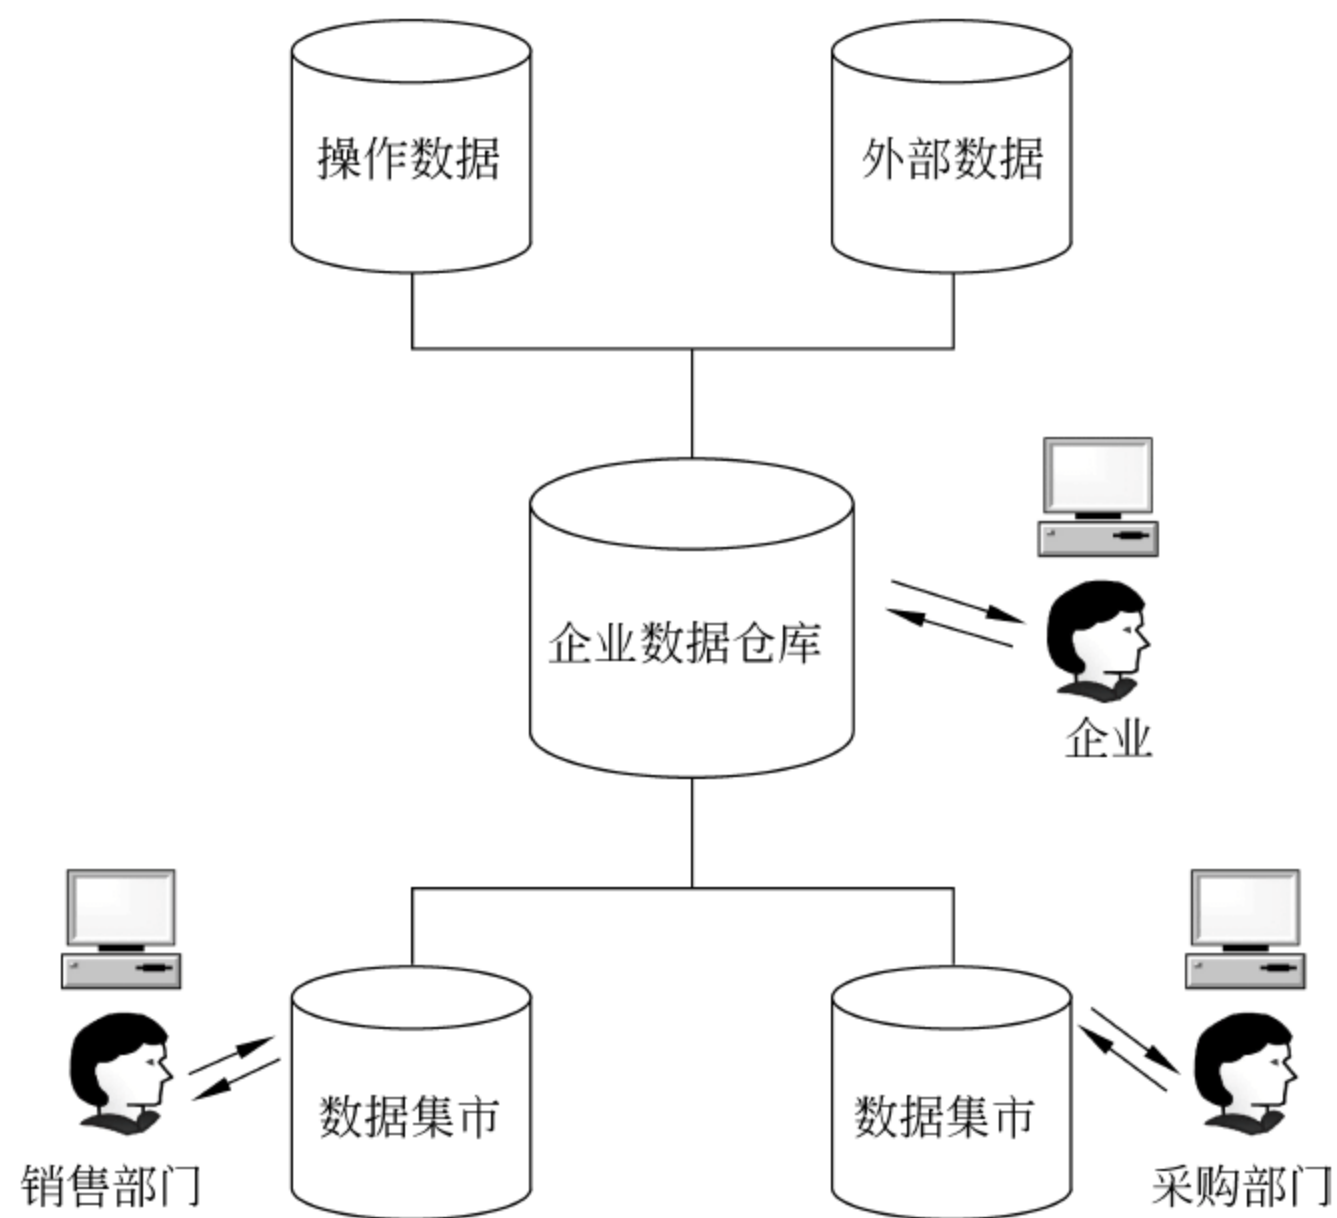 操作数据
外部数据
企业数据仓库
企业
数据集市
数据集市
销售部门
采购部门